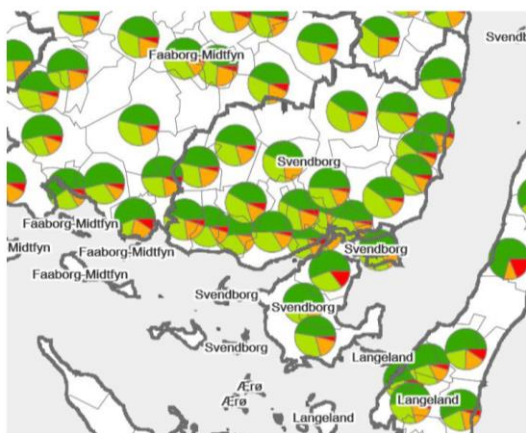 Svendb
Faaborg-Midtfyn
Svendborg
Faaborg-Midtfyn
Faaborg-Midtfyn
Midtfyn
Svendborg
Faaborg-Midtfyn
Svendborg
Svendborg
Svendborg
Langeland
Ærø
Ærø
Langeland
Langeland